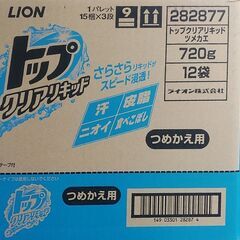 LION
1パレット
15梱×3段
9
282877
トップクリアリキッド
ツメカエ
720g
12袋
ライオン株式会社
トップ
クリアリキッド
さらさらリキッドが
スピード浸透!
汗 皮脂
ニオイ 食べこぼし
つめかえ用
つめかえ用